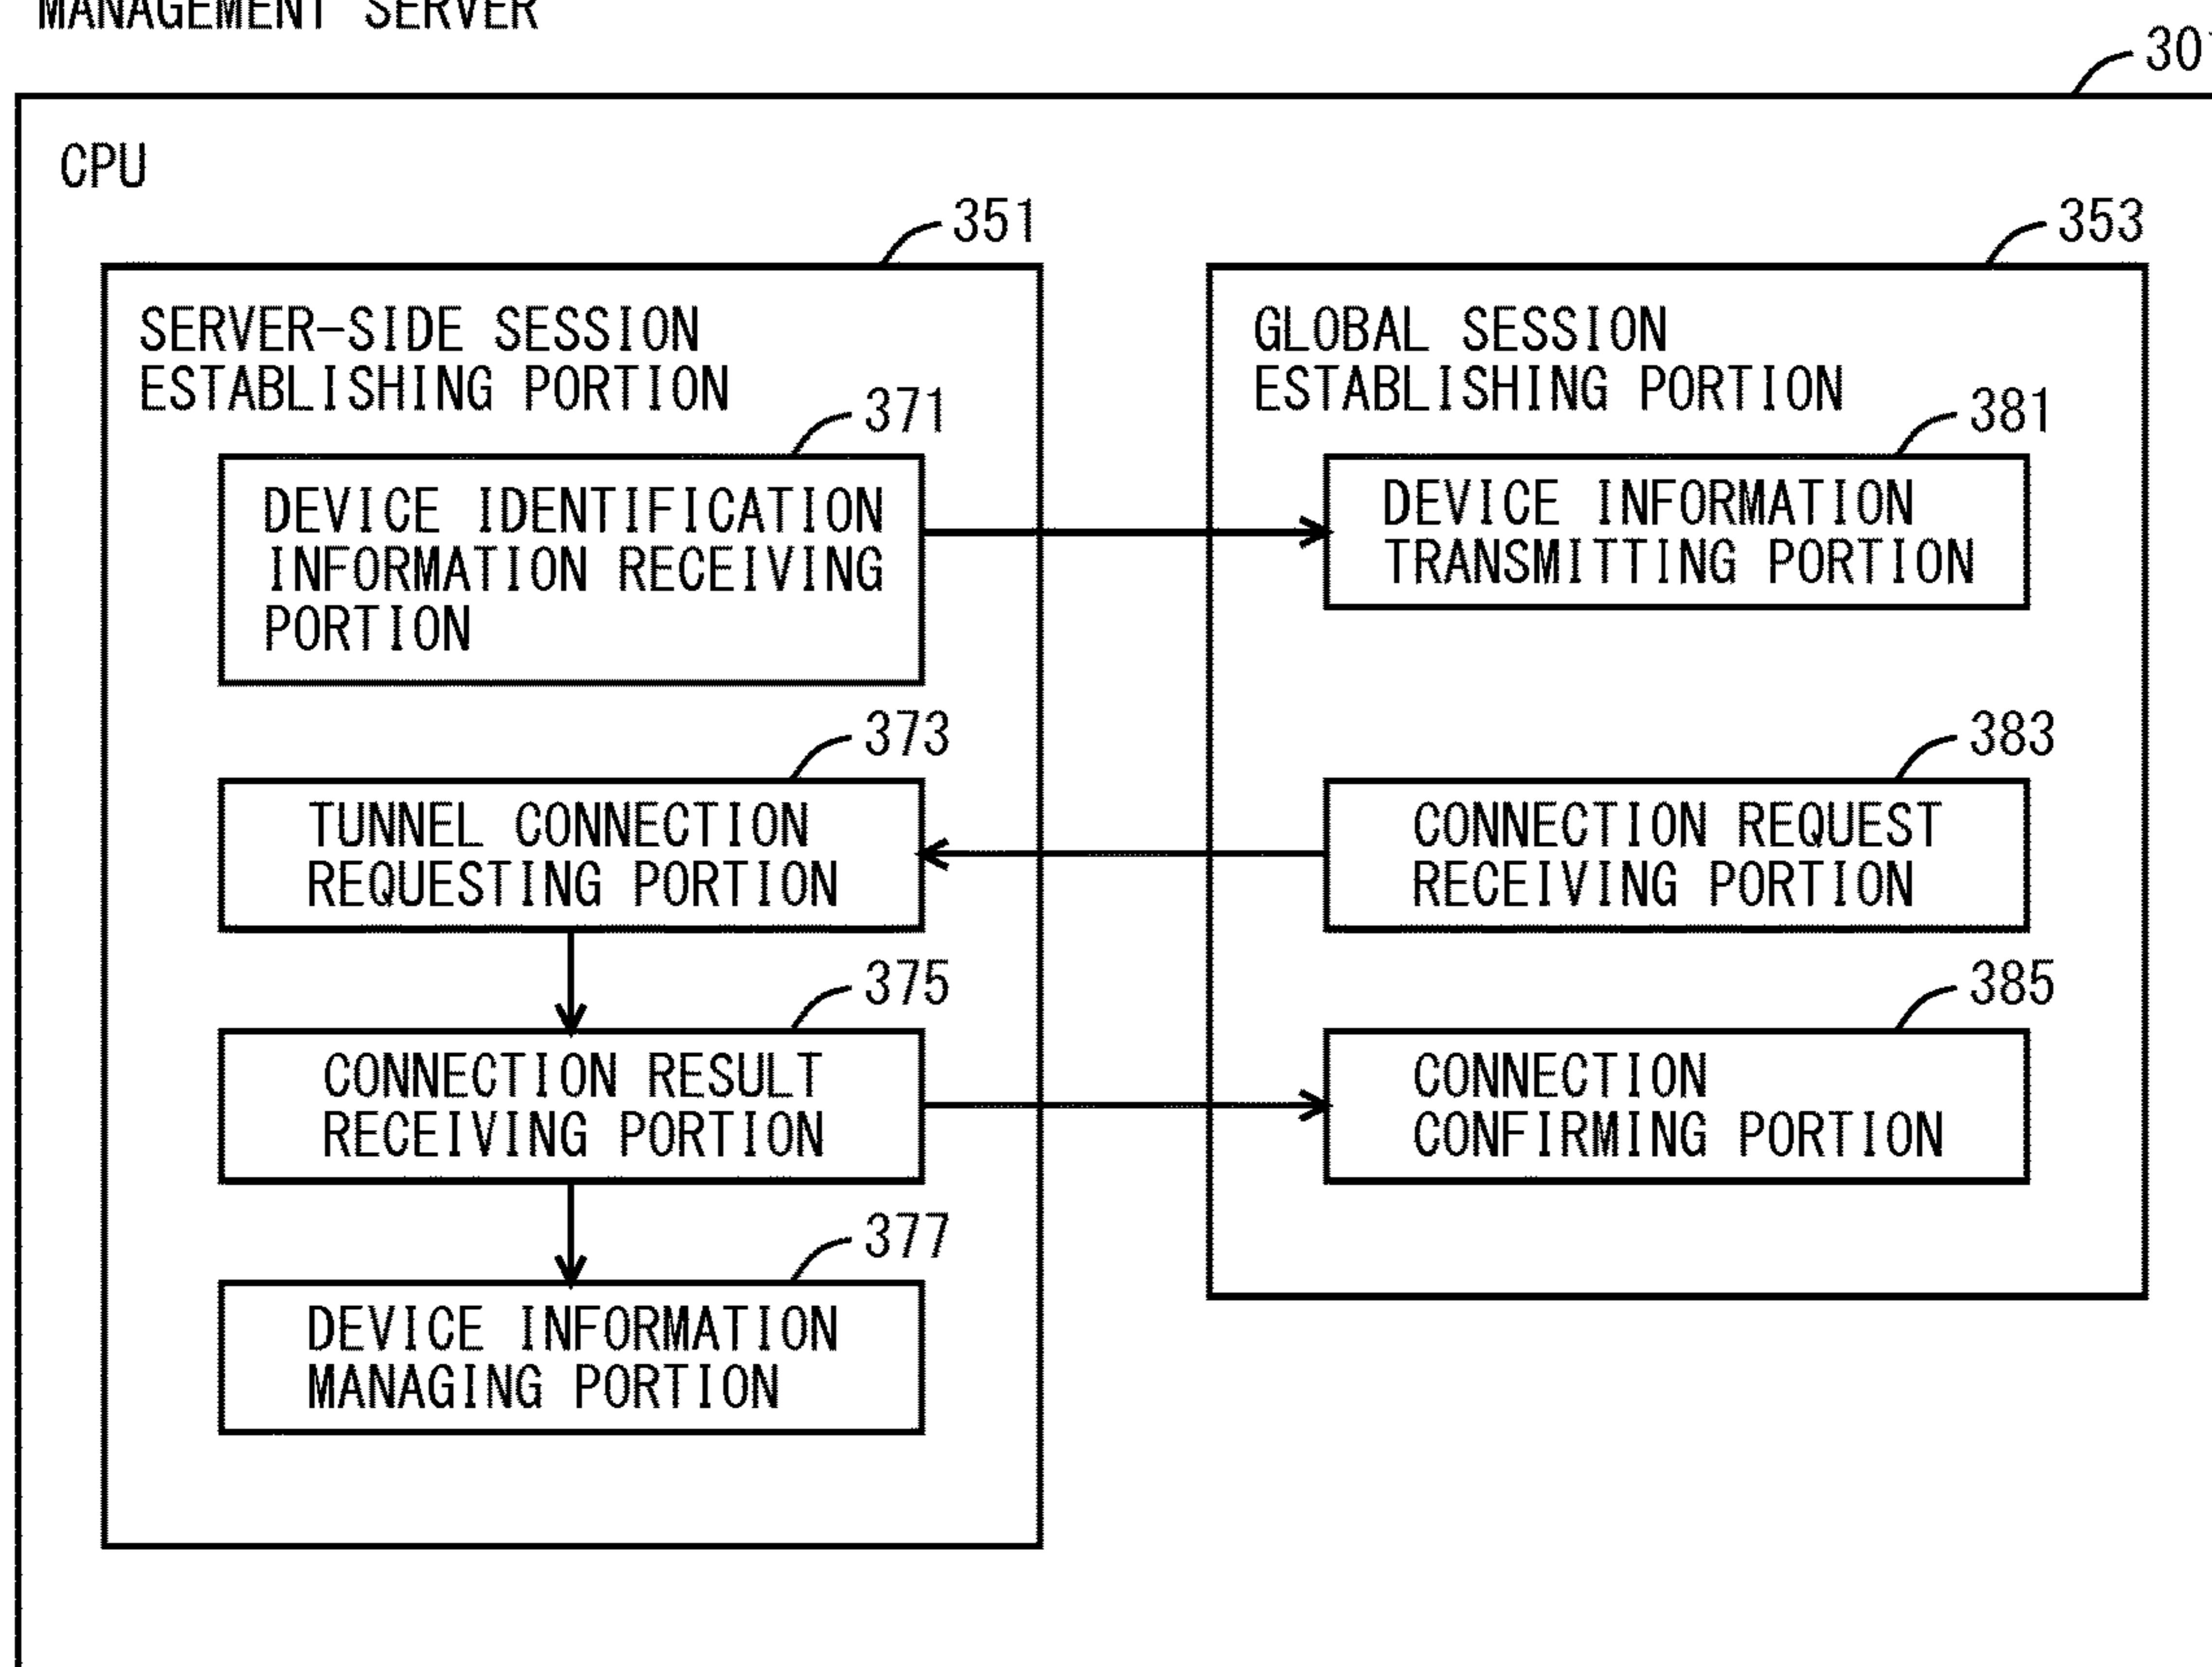 MANAGEMENT SERVER
301
CPU
351
SERVER-SIDE SESSION
ESTABLISHING PORTION
371
DEVICE IDENTIFICATION
INFORMATION RECEIVING
PORTION
373
TUNNEL CONNECTION
REQUESTING PORTION
375
CONNECTION RESULT
RECEIVING PORTION
377
DEVICE INFORMATION
MANAGING PORTION
353
GLOBAL SESSION
ESTABLISHING PORTION
381
DEVICE INFORMATION
TRANSMITTING PORTION
383
CONNECTION REQUEST
RECEIVING PORTION
385
CONNECTION
CONFIRMING PORTION